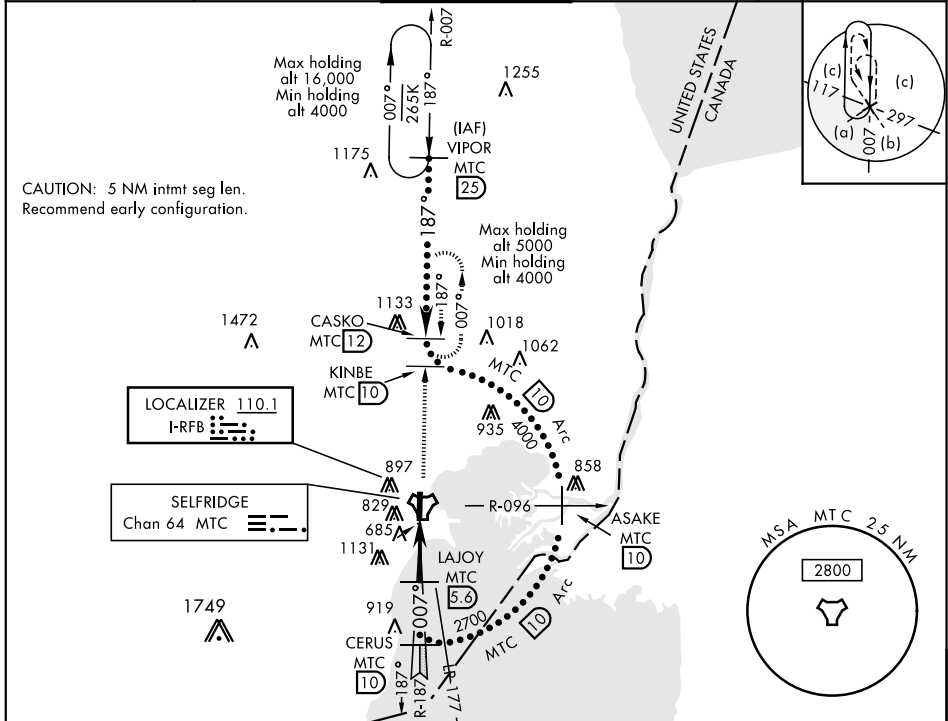 R-007
Max holding
alt 16,000
Min holding
alt 4000
007°
265K
187°
1255
(IAF)
VIPOR
MTC
25
1175
UNITED STATES
CANADA
(c)
(c)
117
297
(a)
007
(b)
CAUTION: 5 NM intmt seg len.
Recommend early configuration.
187°
Max holding
alt 5000
Min holding
alt 4000
187°
007°
1133
1472
CASKO
MTC 12
1018
1062
KINBE
MTC 10
MTC 10 Arc
4000
935
LOCALIZER 110.1
I-RFB
897
858
SELFRIDGE
Chan 64 MTC
829
685
R-096
ASAKE
MTC
10
1131
LAJOY
MTC
5.6
MSA MTC 25 NM
2800
1749
919
007°
2700
MTC 10 Arc
CERUS
MTC
10
187°
R-187
LR-177